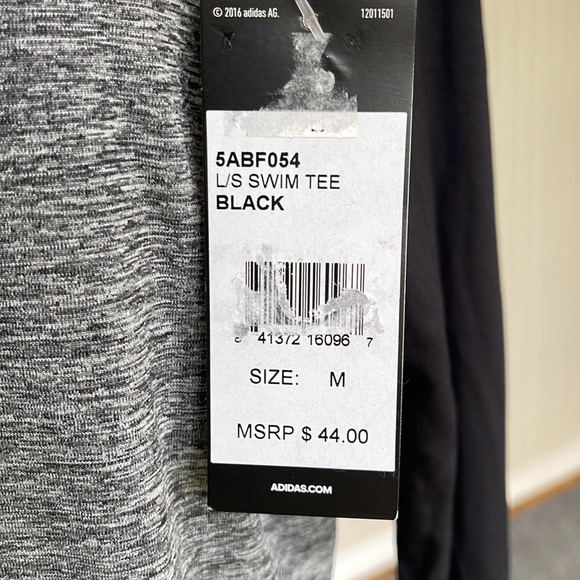 © 2016 adidas AG. 12011501
5ABF054
L/S SWIM TEE
BLACK
41372 16096 7
SIZE: M
MSRP $ 44.00
ADIDAS.COM